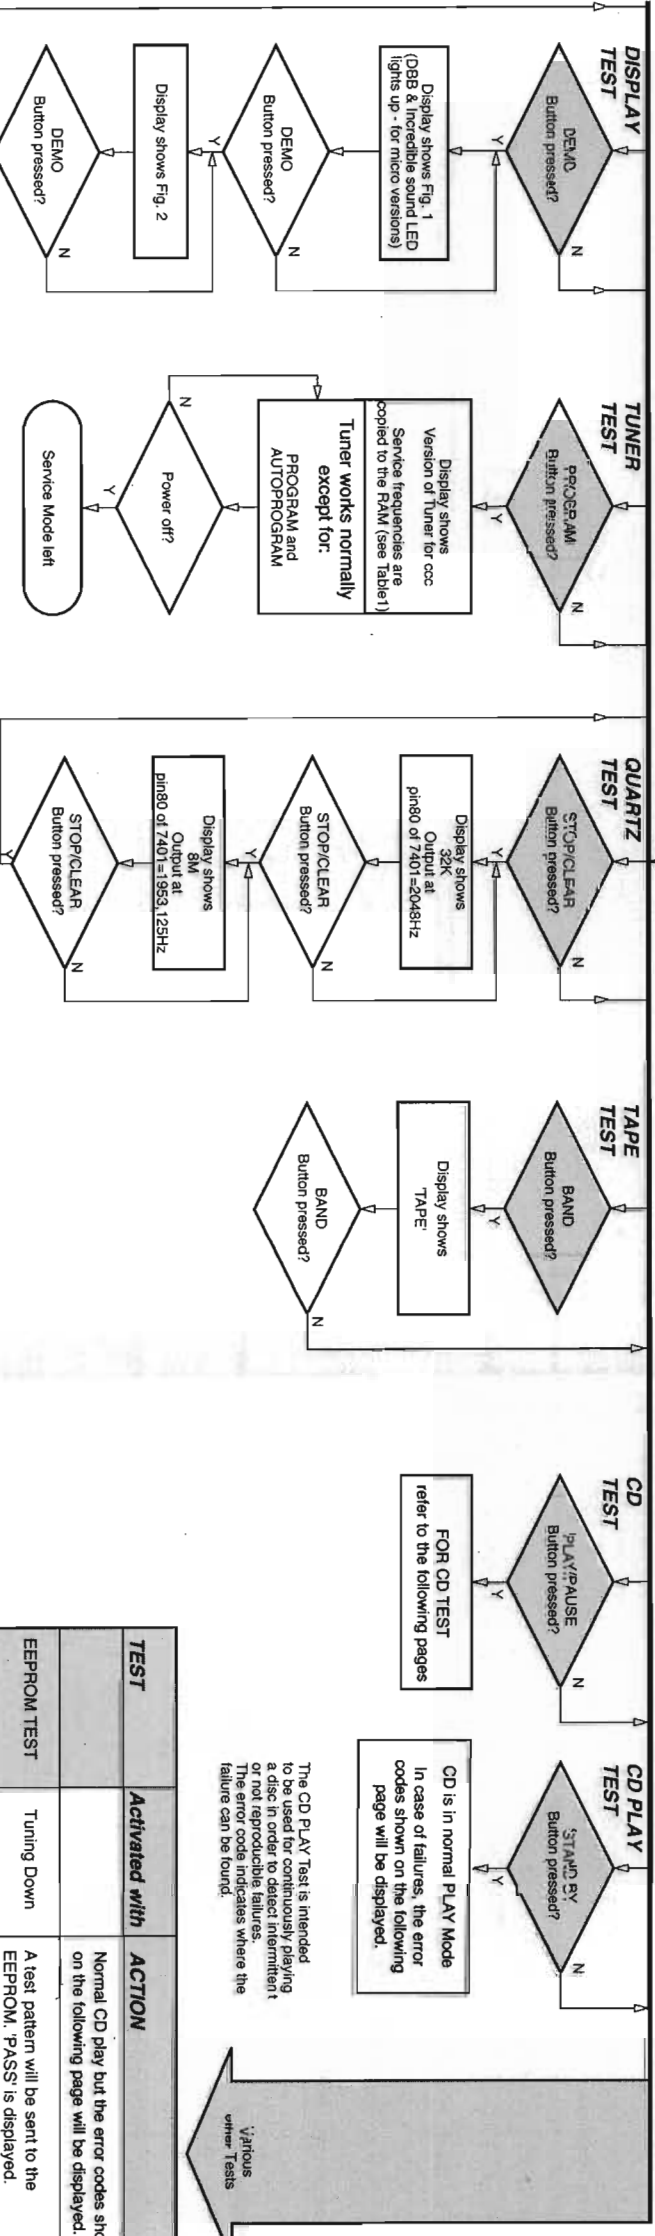 DISPLAY
TEST
DEMO
Button pressed?
N
Y
Display shows Fig. 1
(DBB & Incredible sound LED
lights up - for micro versions)
DEMO
Button pressed?
N
Y
Display shows Fig. 2
DEMO
Button pressed?
N
TUNER
TEST
PROGRAM
Button pressed?
N
Y
Display shows
Version of Tuner for ccc
Service frequencies are
copied to the RAM (see Table1)
Tuner works normally
except for:
PROGRAM and
AUTOPROGRAM
Power off?
N
Y
Service Mode left
QUARTZ
TEST
STOP/CLEAR
Button pressed?
N
Y
Display shows
32K
Output at
pin80 of 7401=2048Hz
STOP/CLEAR
Button pressed?
N
Y
Display shows
8M
Output at
pin80 of 7401=1953,125Hz
STOP/CLEAR
Button pressed?
N
Y
TAPE
TEST
BAND
Button pressed?
Y
Display shows
'TAPE'
BAND
Button pressed?
N
CD
TEST
'PLAY/PAUSE
Button pressed?
N
Y
FOR CD TEST
refer to the following pages
CD PLAY
TEST
'STAND BY
Button pressed?
N
Y
CD is in normal PLAY Mode
In case of failures, the error
codes shown on the following
page will be displayed.
The CD PLAY Test is intended
to be used for continuously playing
a disc in order to detect intermittent
or not reproducible failures.
The error code indicates where the
failure can be found.
Various
other Tests
TEST Activated with ACTION
Normal CD play but the error codes sho
on the following page will be displayed.
EEPROM TEST Tuning Down A test pattern will be sent to the
EEPROM. 'PASS' is displayed.